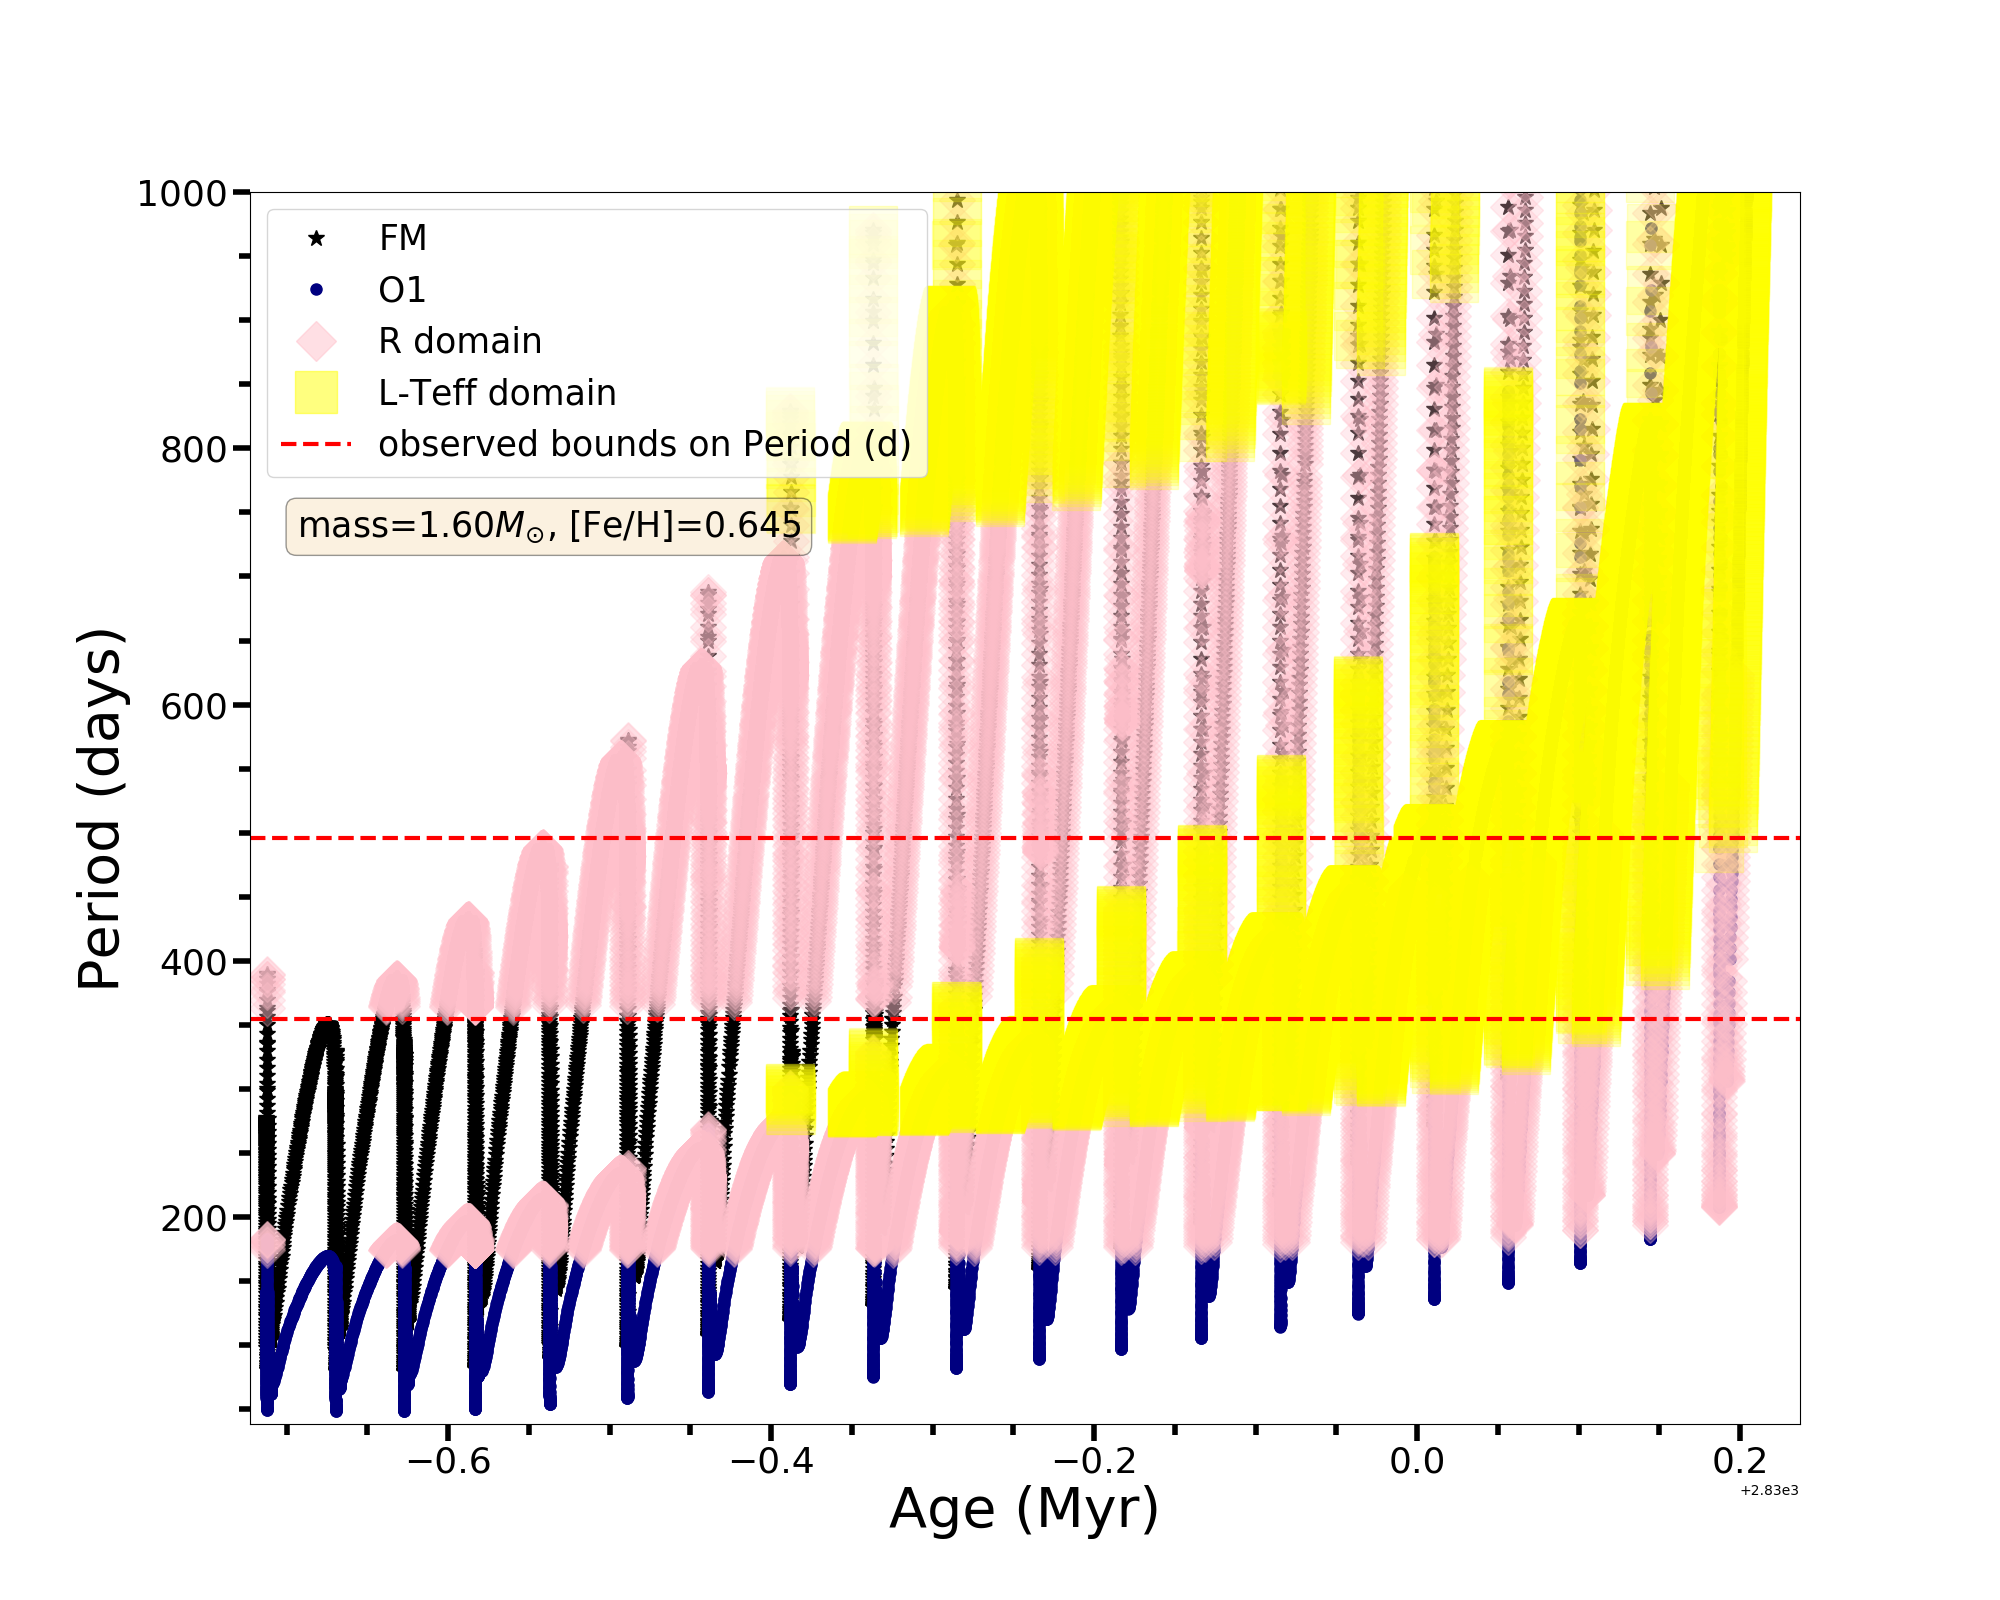 1000
800
600
400
200
Period (days)
FM
O1
R domain
L-Teff domain
observed bounds on Period (d)
mass=1.60M☉, [Fe/H]=0.645
−0.6 −0.4 −0.2 0.0 0.2
+2.83e3
Age (Myr)